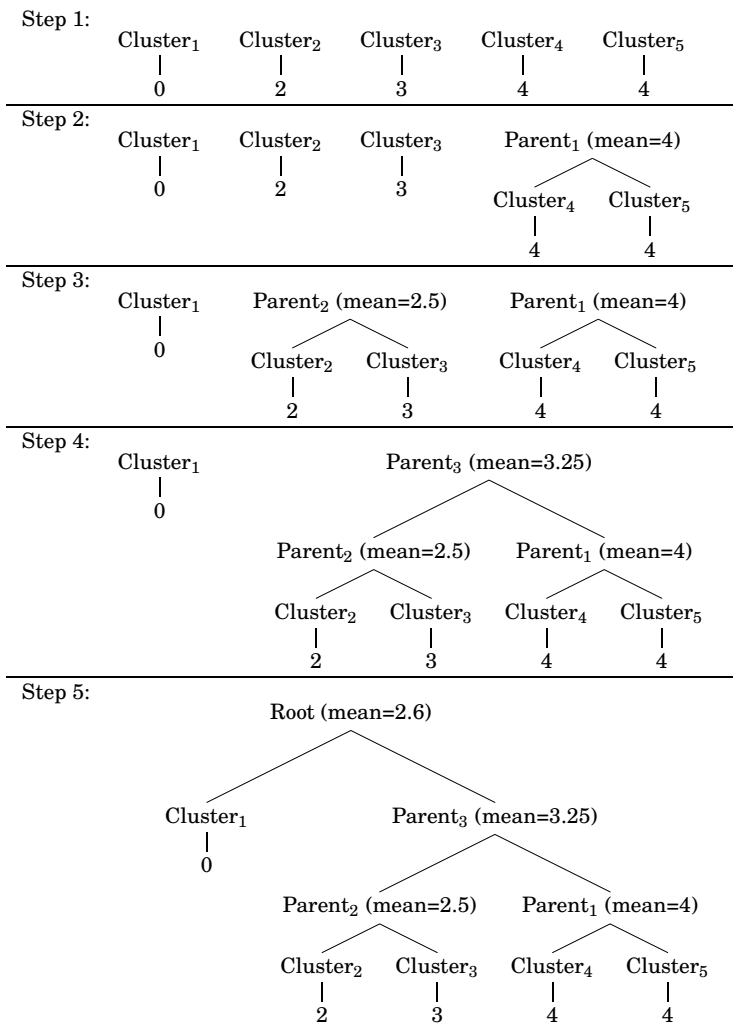 Step 1:
Cluster₁ Cluster₂ Cluster₃ Cluster₄ Cluster₅
0 2 3 4 4
Step 2:
Cluster₁ Cluster₂ Cluster₃ Parent₁ (mean=4)
0 2 3
Cluster₄ Cluster₅
4 4
Step 3:
Cluster₁ Parent₂ (mean=2.5) Parent₁ (mean=4)
0
Cluster₂ Cluster₃ Cluster₄ Cluster₅
2 3 4 4
Step 4:
Cluster₁ Parent₃ (mean=3.25)
0
Parent₂ (mean=2.5) Parent₁ (mean=4)
Cluster₂ Cluster₃ Cluster₄ Cluster₅
2 3 4 4
Step 5:
Root (mean=2.6)
Cluster₁ Parent₃ (mean=3.25)
0
Parent₂ (mean=2.5) Parent₁ (mean=4)
Cluster₂ Cluster₃ Cluster₄ Cluster₅
2 3 4 4